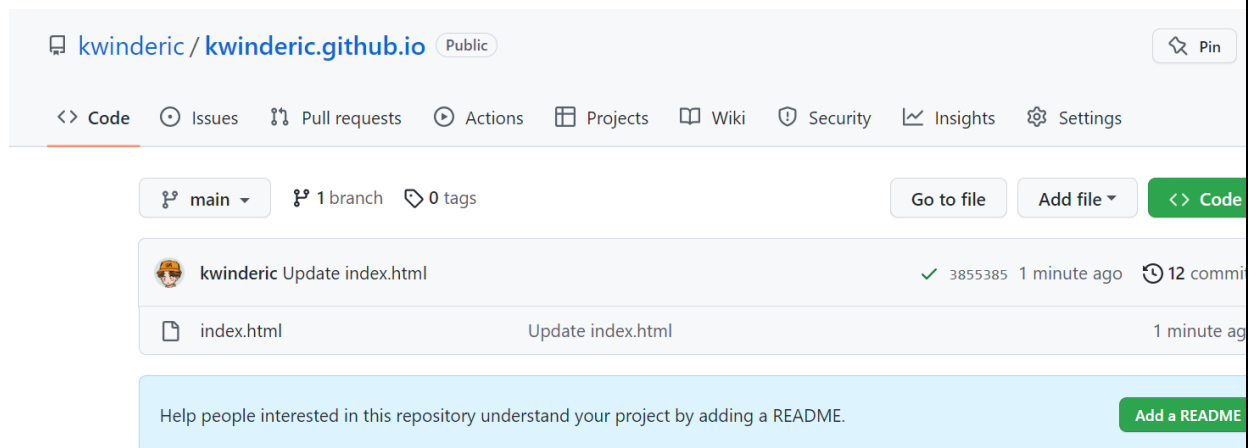 kwinderic / kwinderic.github.io Public Pin
Code Issues Pull requests Actions Projects Wiki Security Insights Settings
main 1 branch 0 tags Go to file Add file Code
kwinderic Update index.html 3855385 1 minute ago 12 commit
index.html Update index.html 1 minute ag
Help people interested in this repository understand your project by adding a README. Add a README